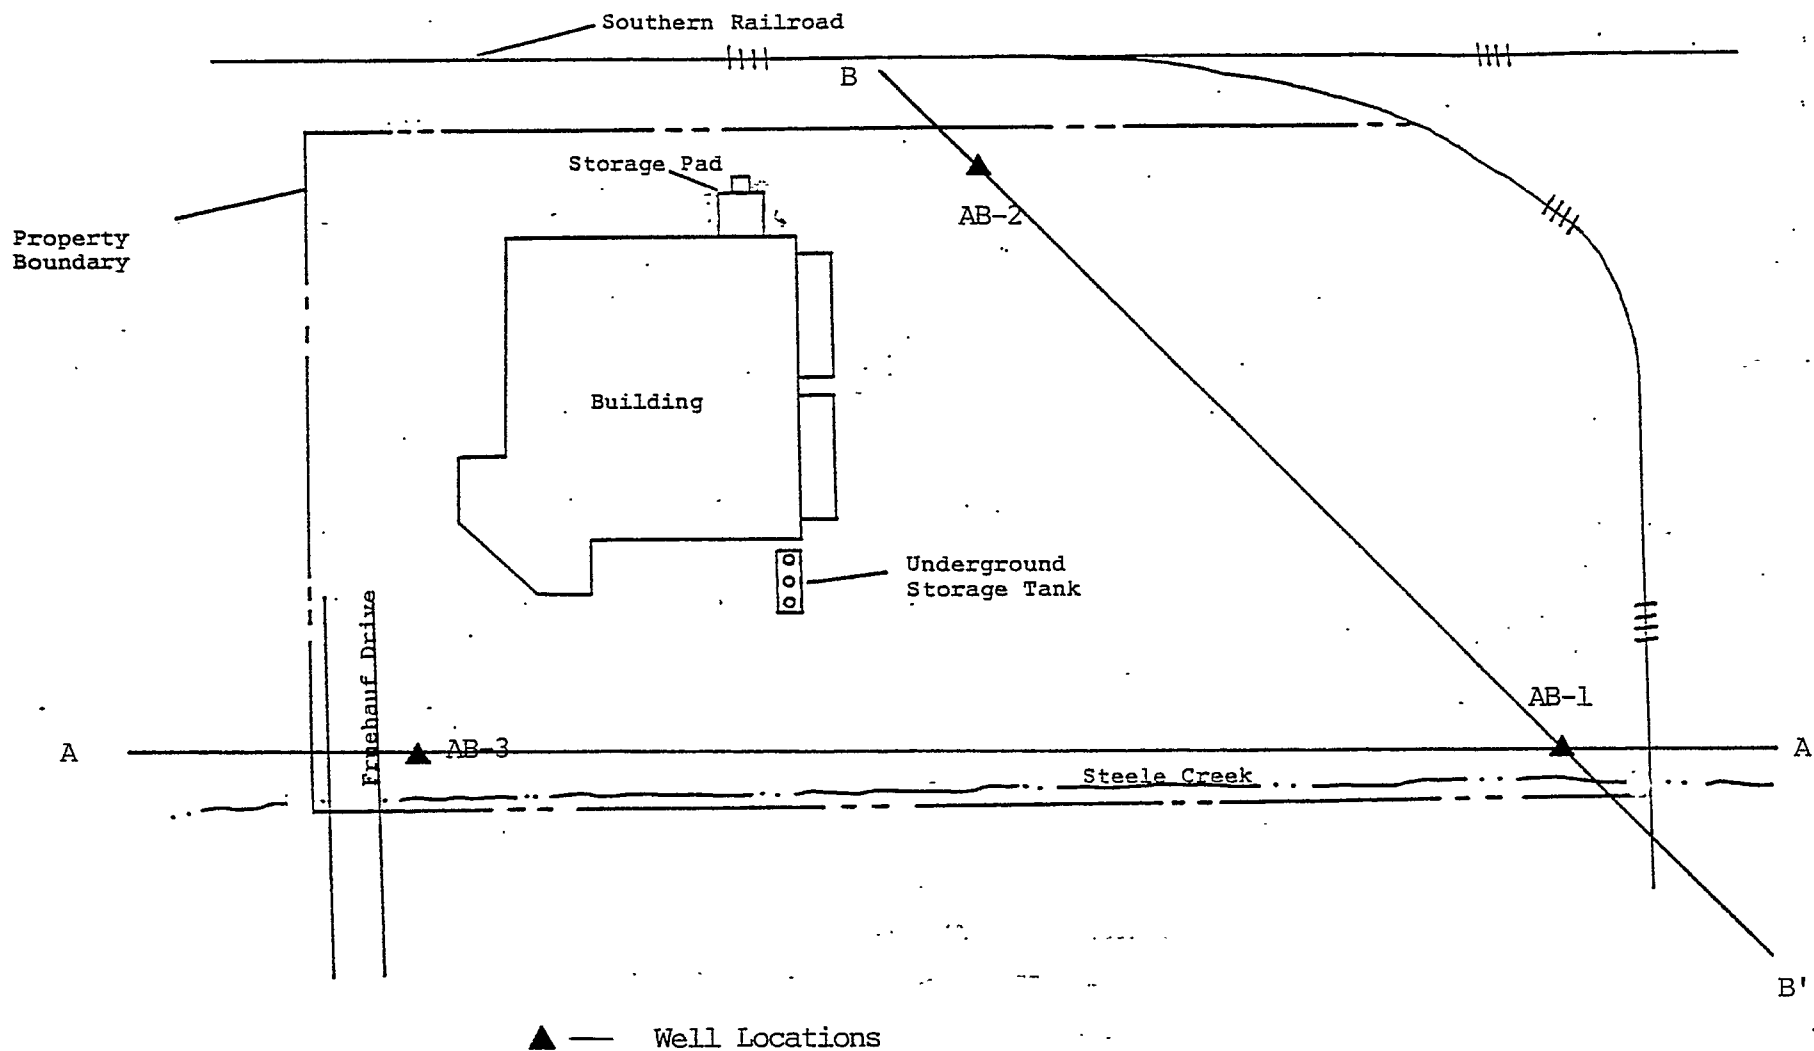 Southern Railroad
B
Storage Pad
AB-2
Property
Boundary
Building
Underground
Storage Tank
Fruehauf Drive
AB-1
A
AB-3
A
Steele Creek
B'
Well Locations